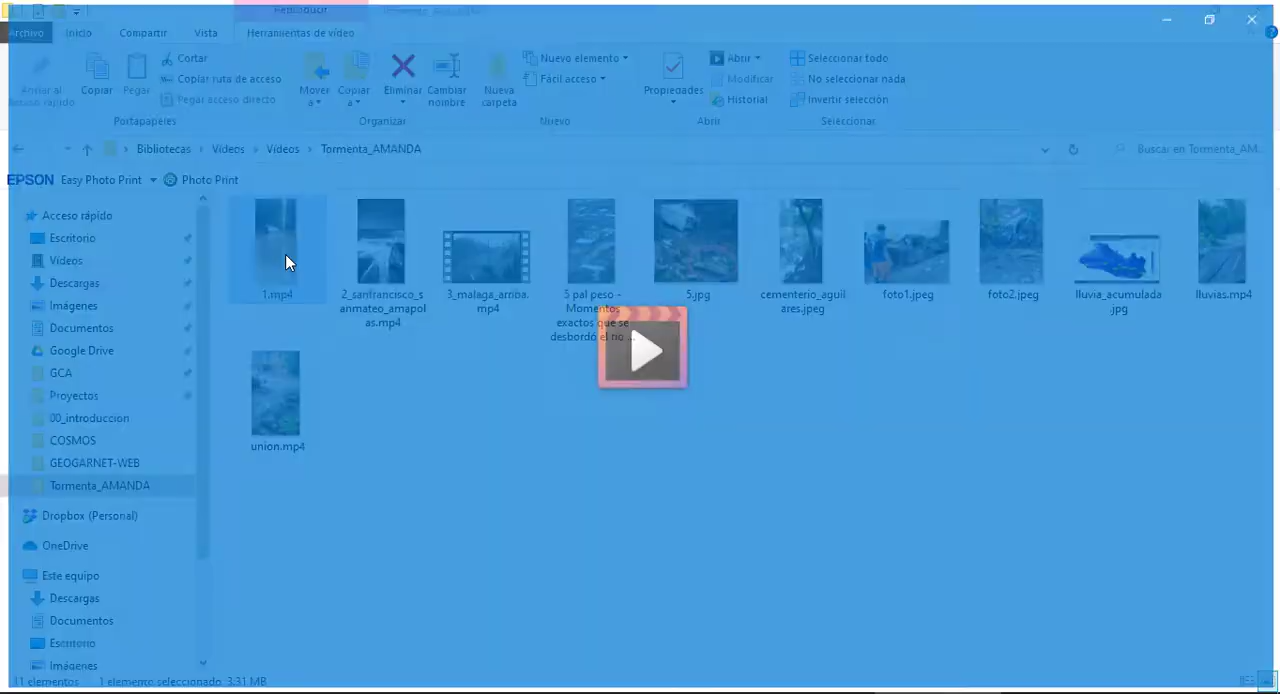 Reproducir
Tormenta_AMANDA
Archivo
Inicio
Compartir
Vista
Herramientas de vídeo
Anclar al
acceso rápido
Copiar
Pegar
Cortar
Copiar ruta de acceso
Pegar acceso directo
Portapapeles
Mover
a
Copiar
a
Eliminar
Cambiar
nombre
Organizar
Nueva
carpeta
Nuevo elemento
Fácil acceso
Nuevo
Propiedades
Abrir
Modificar
Historial
Abrir
Seleccionar todo
No seleccionar nada
Invertir selección
Seleccionar
Bibliotecas
Vídeos
Vídeos
Tormenta_AMANDA
Buscar en Tormenta_AM...
EPSON
Easy Photo Print
Photo Print
Acceso rápido
Escritorio
Vídeos
Descargas
Imágenes
Documentos
Google Drive
GCA
Proyectos
00_introduccion
COSMOS
GEOGARNET-WEB
Tormenta_AMANDA
Dropbox (Personal)
OneDrive
Este equipo
Descargas
Documentos
Escritorio
Imágenes
1.mp4
2_sanfrancisco_s
anmateo_amapol
as.mp4
3_malaga_arriba.
mp4
5 pal peso -
Momentos
exactos que se
desbordó el rio ...
5.jpg
cementerio_aguil
ares.jpeg
foto1.jpeg
foto2.jpeg
lluvia_acumulada
.jpg
lluvias.mp4
union.mp4
11 elementos
1 elemento seleccionado 3.31 MB